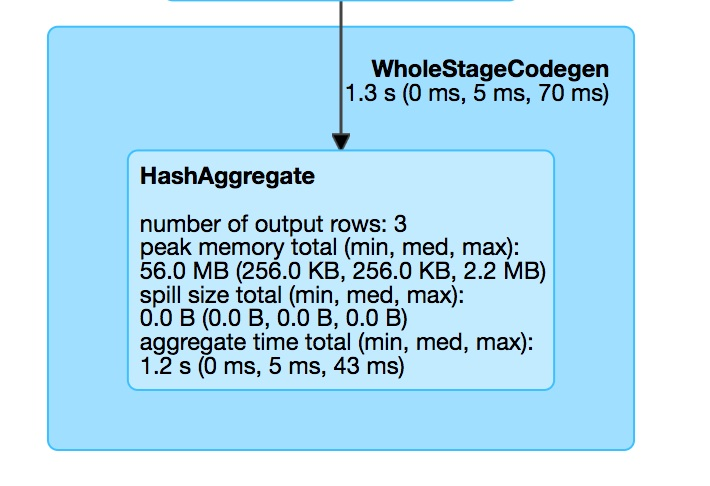 WholeStageCodegen
1.3 s (0 ms, 5 ms, 70 ms)
HashAggregate
number of output rows: 3
peak memory total (min, med, max):
56.0 MB (256.0 KB, 256.0 KB, 2.2 MB)
spill size total (min, med, max):
0.0 B (0.0 B, 0.0 B, 0.0 B)
aggregate time total (min, med, max):
1.2 s (0 ms, 5 ms, 43 ms)